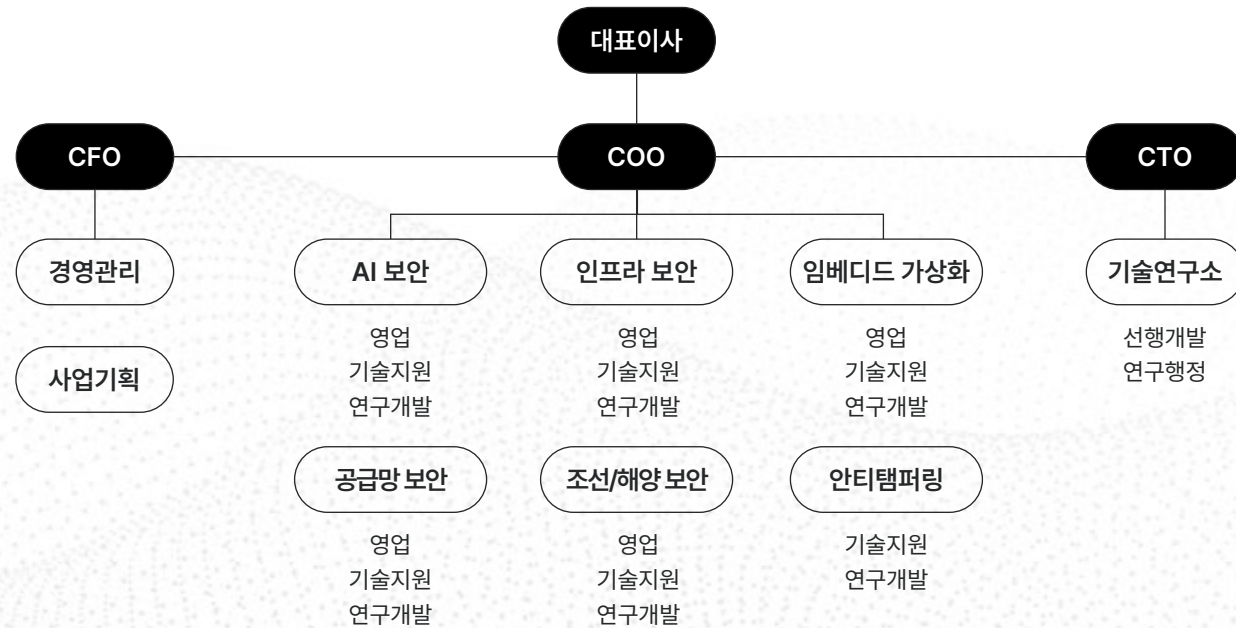 대표이사
CFO
COO
CTO
경영관리
사업기획
AI 보안
영업
기술지원
연구개발
공급망 보안
영업
기술지원
연구개발
인프라 보안
영업
기술지원
연구개발
조선/해양 보안
영업
기술지원
연구개발
임베디드 가상화
영업
기술지원
연구개발
안티탬퍼링
기술지원
연구개발
기술연구소
선행개발
연구행정